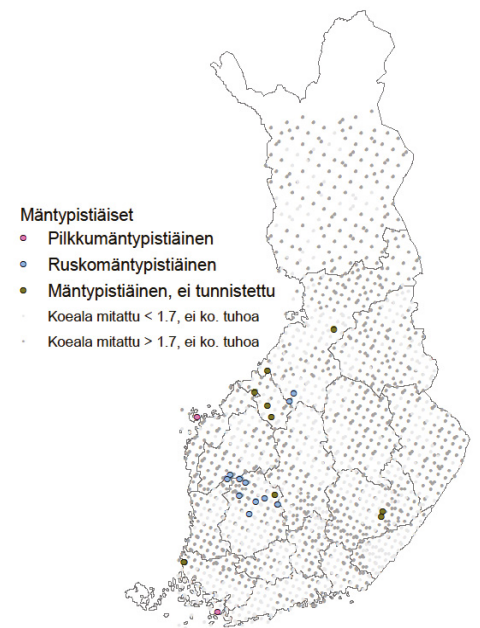 Mäntypistiäiset
Pilkkumäntypistiäinen
Ruskomäntypistiäinen
Mäntypistiäinen, ei tunnistettu
Koeala mitattu < 1.7, ei ko. tuhoa
Koeala mitattu > 1.7, ei ko. tuhoa